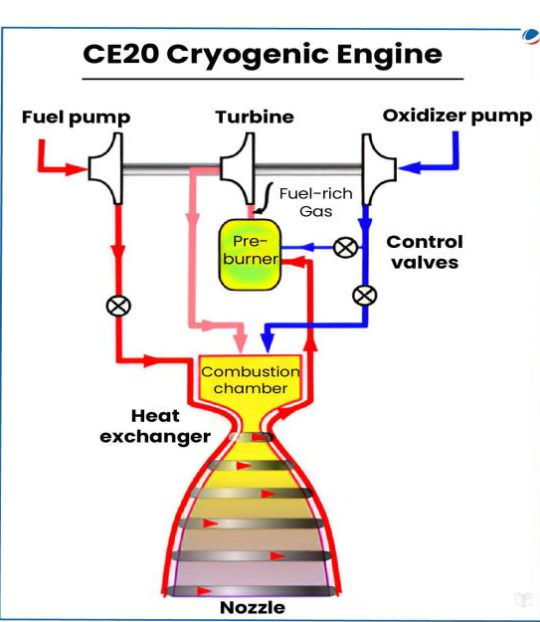 CE20 Cryogenic Engine
Fuel pump
Turbine
Oxidizer pump
Fuel-rich
Gas
Pre-
burner
Control
valves
Combustion
chamber
Heat
exchanger
Nozzle